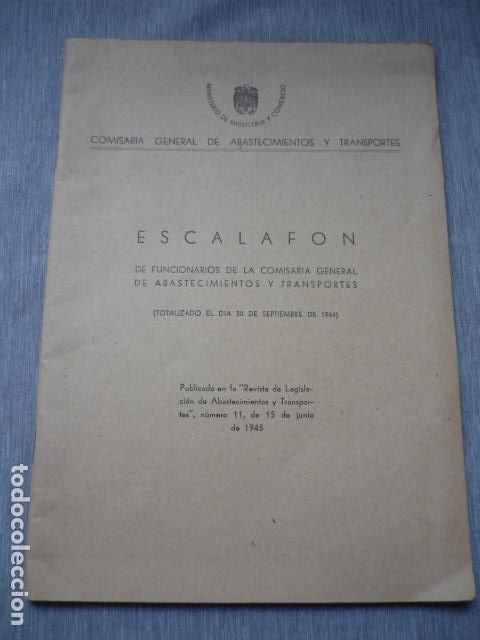 MINISTERIO DE INDUSTRIA Y COMERCIO
COMISARIA GENERAL DE ABASTECIMIENTOS Y TRANSPORTES
ESCALAFON
DE FUNCIONARIOS DE LA COMISARIA GENERAL
DE ABASTECIMIENTOS Y TRANSPORTES
(TOTALIZADO EL DIA 30 DE SEPTIEMBRE DE 1944)
Publicado en la "Revista de Legisla-
ción de Abastecimientos y Transpor-
tes", número 11, de 15 de junio
de 1945
todocoleccion
todocoleccion.net